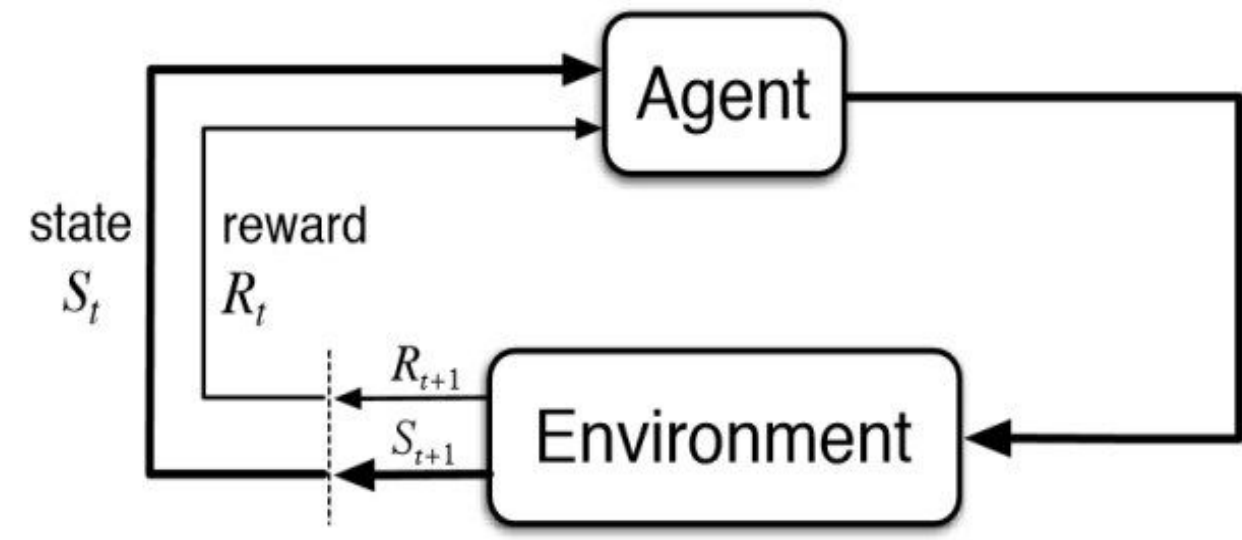 Agent
state
S_t
reward
R_t
R_{t+1}
S_{t+1}
Environment